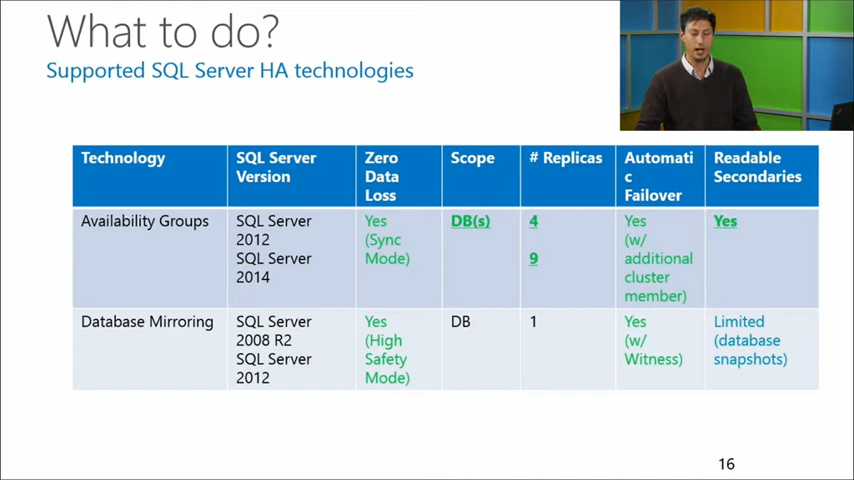 What to do?
Supported SQL Server HA technologies
Technology
SQL Server
Version
Zero
Data
Loss
Scope
# Replicas
Automati
c
Failover
Readable
Secondaries
Availability Groups
SQL Server
2012
SQL Server
2014
Yes
(Sync
Mode)
DB(s)
4
9
Yes
(w/
additional
cluster
member)
Yes
Database Mirroring
SQL Server
2008 R2
SQL Server
2012
Yes
(High
Safety
Mode)
DB
1
Yes
(w/
Witness)
Limited
(database
snapshots)
16